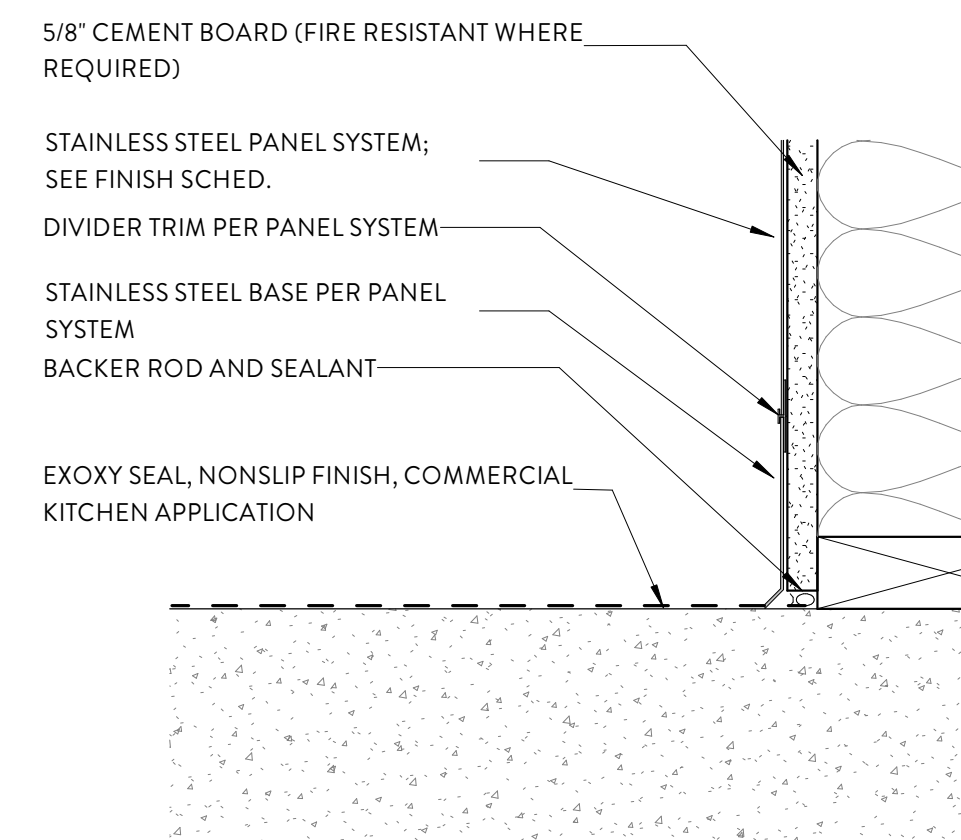 5/8" CEMENT BOARD (FIRE RESISTANT WHERE
REQUIRED)
STAINLESS STEEL PANEL SYSTEM;
SEE FINISH SCHED.
DIVIDER TRIM PER PANEL SYSTEM
STAINLESS STEEL BASE PER PANEL
SYSTEM
BACKER ROD AND SEALANT
EXOXY SEAL, NONSLIP FINISH, COMMERCIAL
KITCHEN APPLICATION